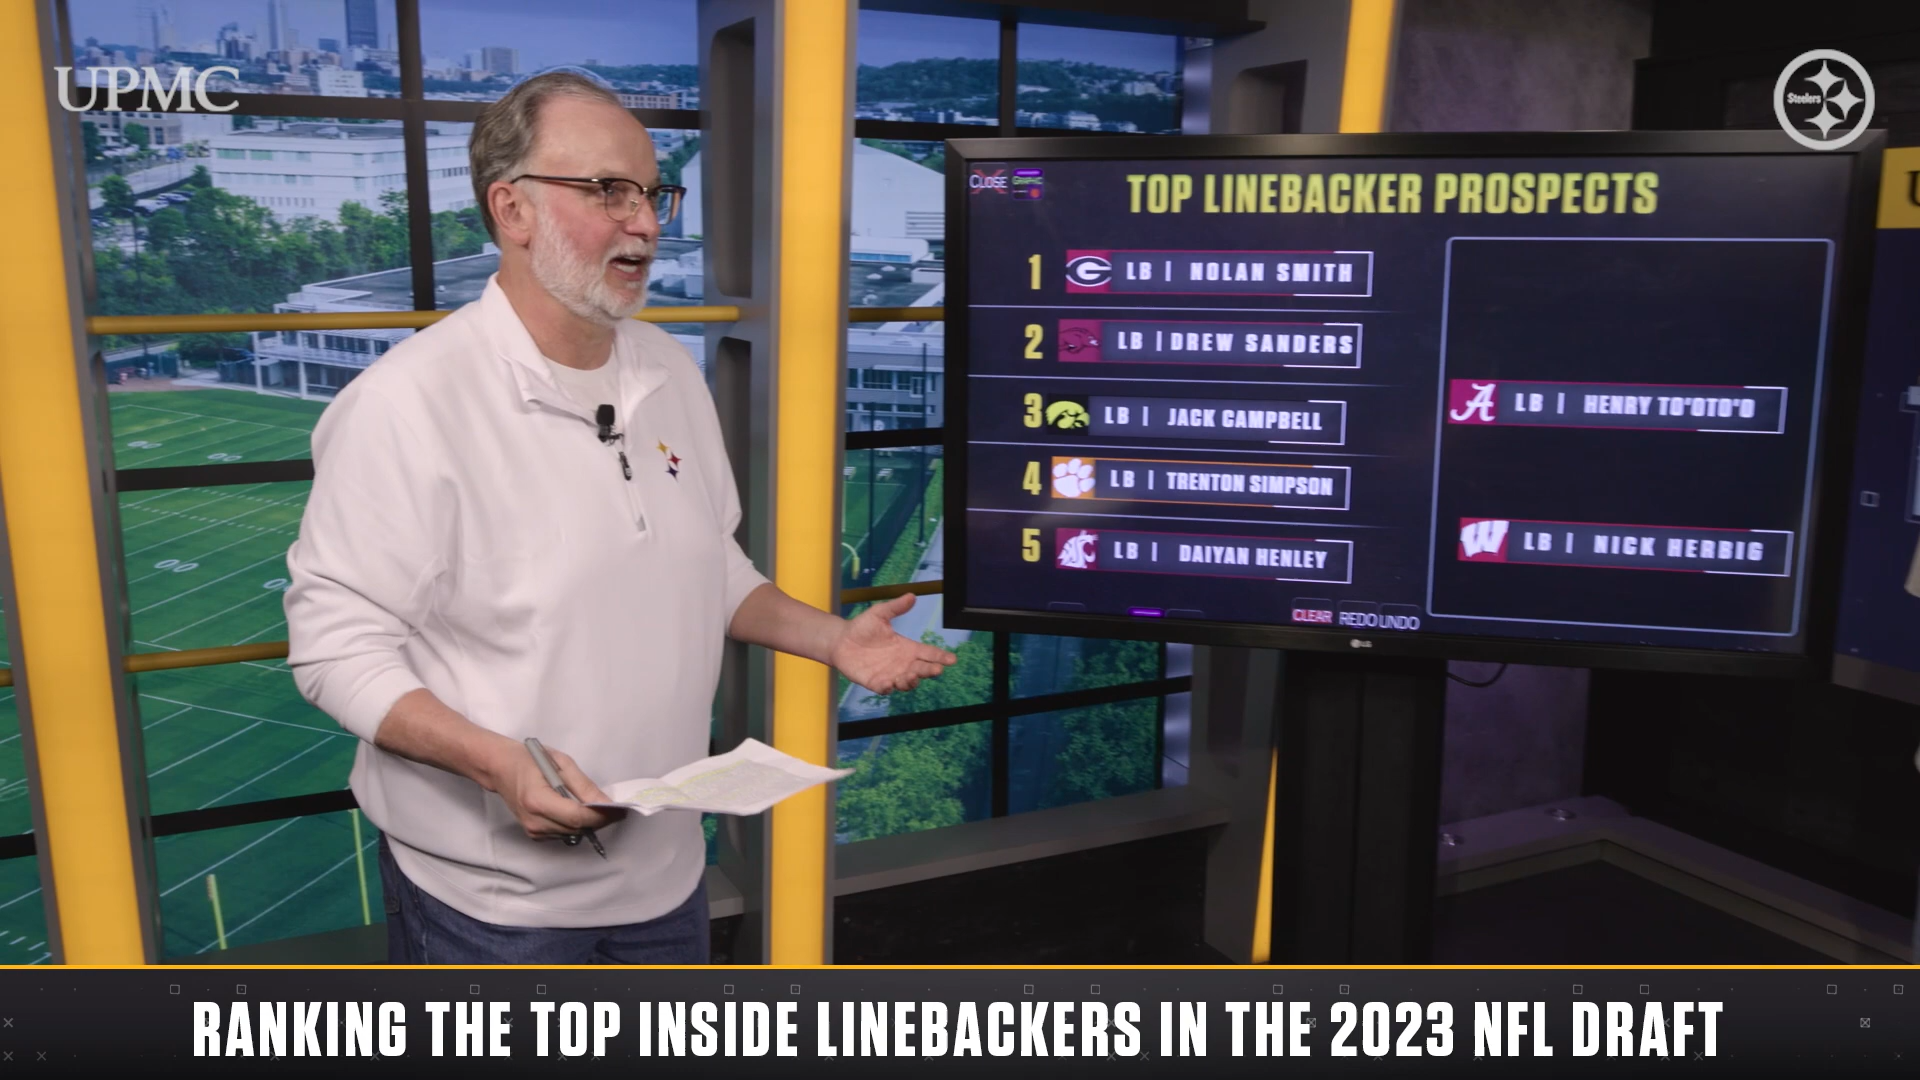 UPMC
Steelers
CLOSE
GRAPHIC
TOP LINEBACKER PROSPECTS
1 G LB | NOLAN SMITH
2 LB | DREW SANDERS
3 LB | JACK CAMPBELL
4 LB | TRENTON SIMPSON
5 LB | DAIYAN HENLEY
A LB | HENRY TO'OTO'O
W LB | NICK HERBIG
CLEAR REDO UNDO
LG
RANKING THE TOP INSIDE LINEBACKERS IN THE 2023 NFL DRAFT